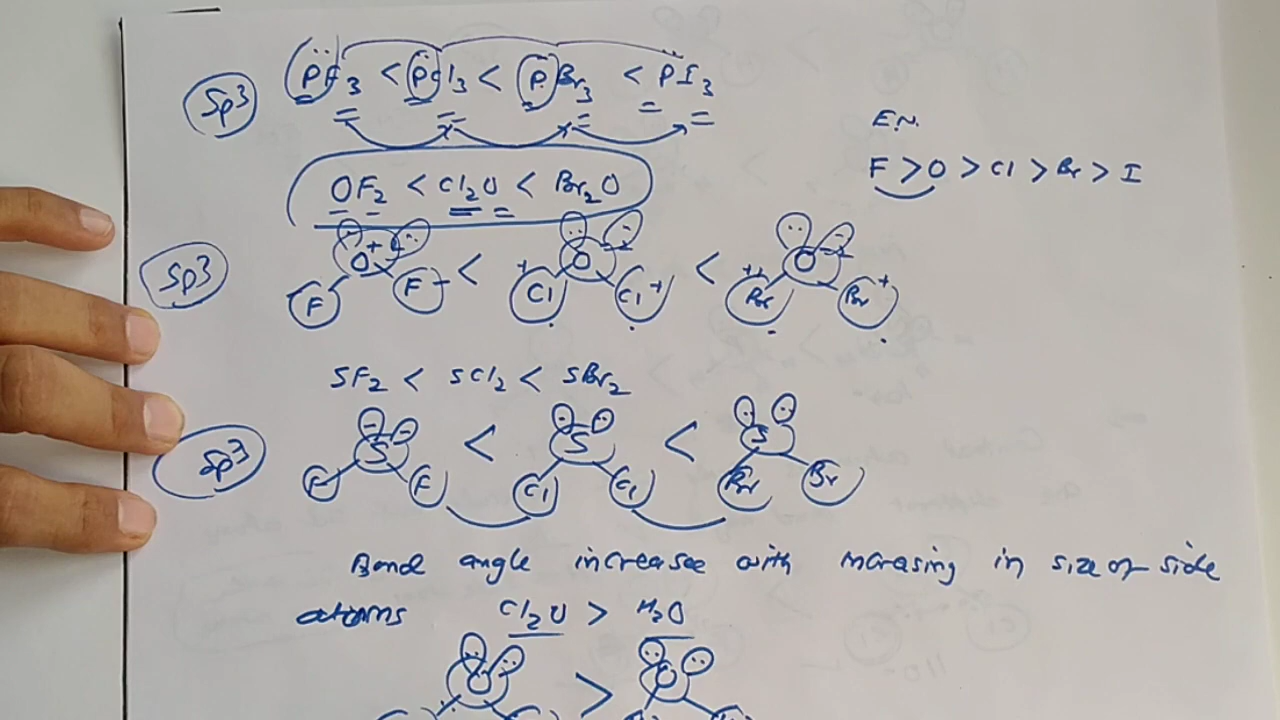 Sp3 PF3 < PCl3 < PBr3 < PI3
E.N.
F > O > Cl > Br > I
OF2 < Cl2O < Br2O
Sp3 O + F F - < O + Cl Cl + < O ++ Br Br +
SF2 < SCl2 < SBr2
Sp3 S F F < S Cl Cl < S Br Br
Bond angle increasee with increasing in size of side
atoms Cl2O > H2O
O > O